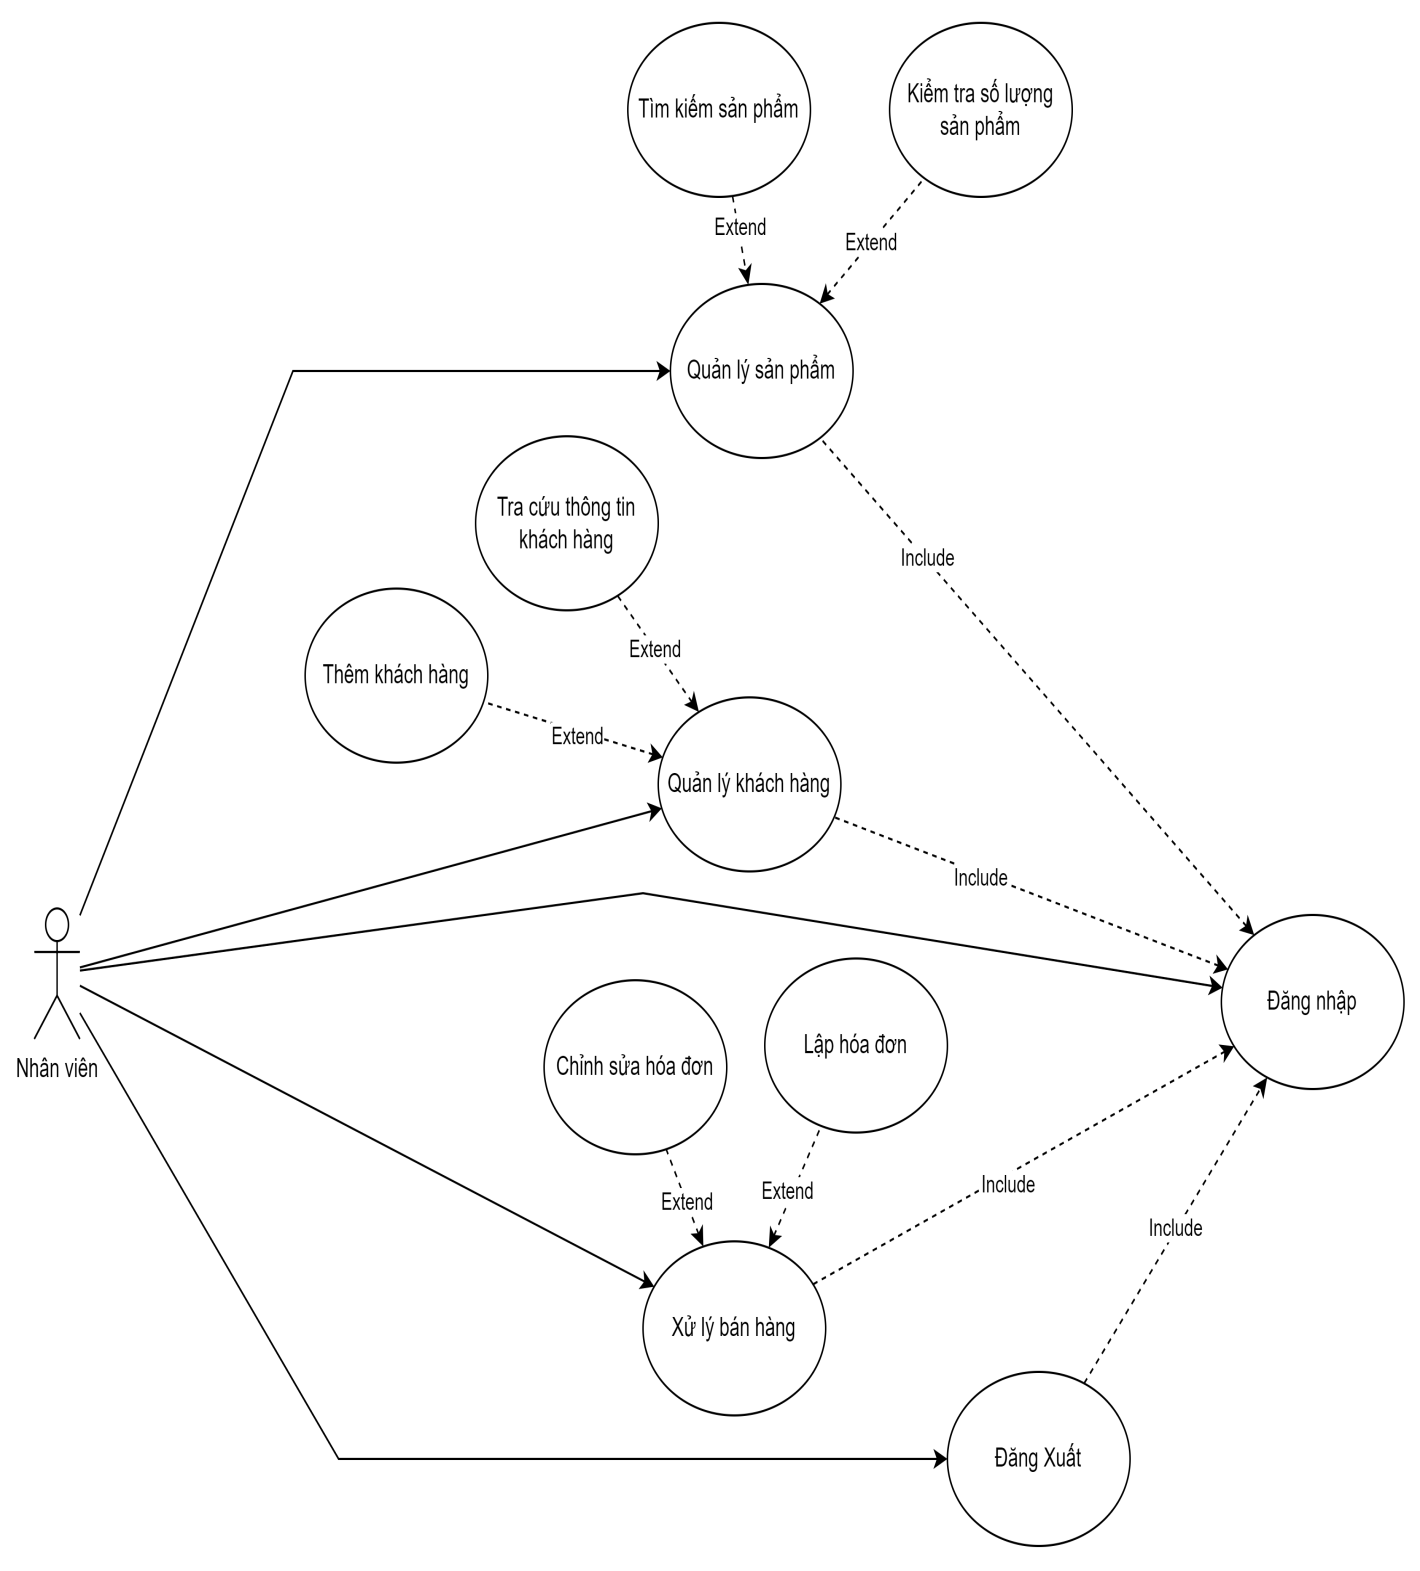 Tìm kiếm sản phẩm
Kiểm tra số lượng
sản phẩm
Extend
Extend
Quản lý sản phẩm
Tra cứu thông tin
khách hàng
Include
Extend
Thêm khách hàng
Extend
Quản lý khách hàng
Include
Đăng nhập
Nhân viên
Chỉnh sửa hóa đơn
Lập hóa đơn
Extend
Extend
Include
Include
Xử lý bán hàng
Đăng Xuất